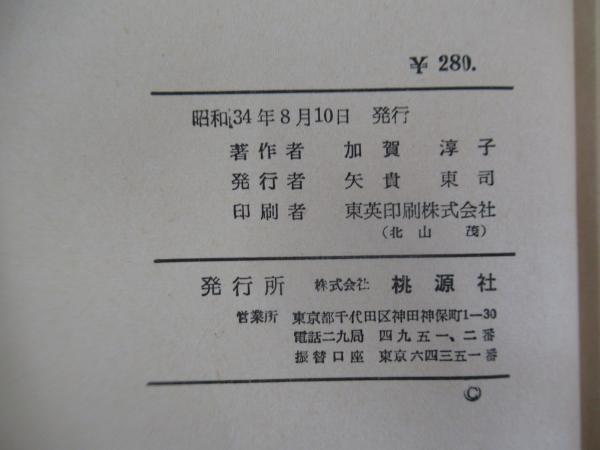 ¥ 280.
昭和34年8月10日 発行
著作者 加賀淳子
発行者 矢貴東司
印刷者 東英印刷株式会社
(北山茂)
発行所 株式会社 桃源社
営業所 東京都千代田区神田神保町1—30
電話二九局 四九五一、二番
振替口座 東京六四三五一番
©